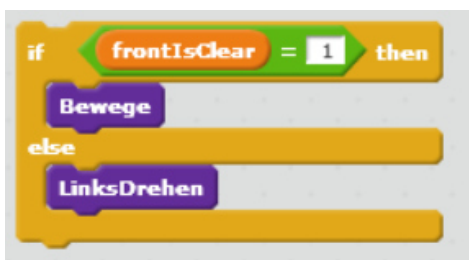 if frontIsClear = 1 then
Bewege
else
LinksDrehen